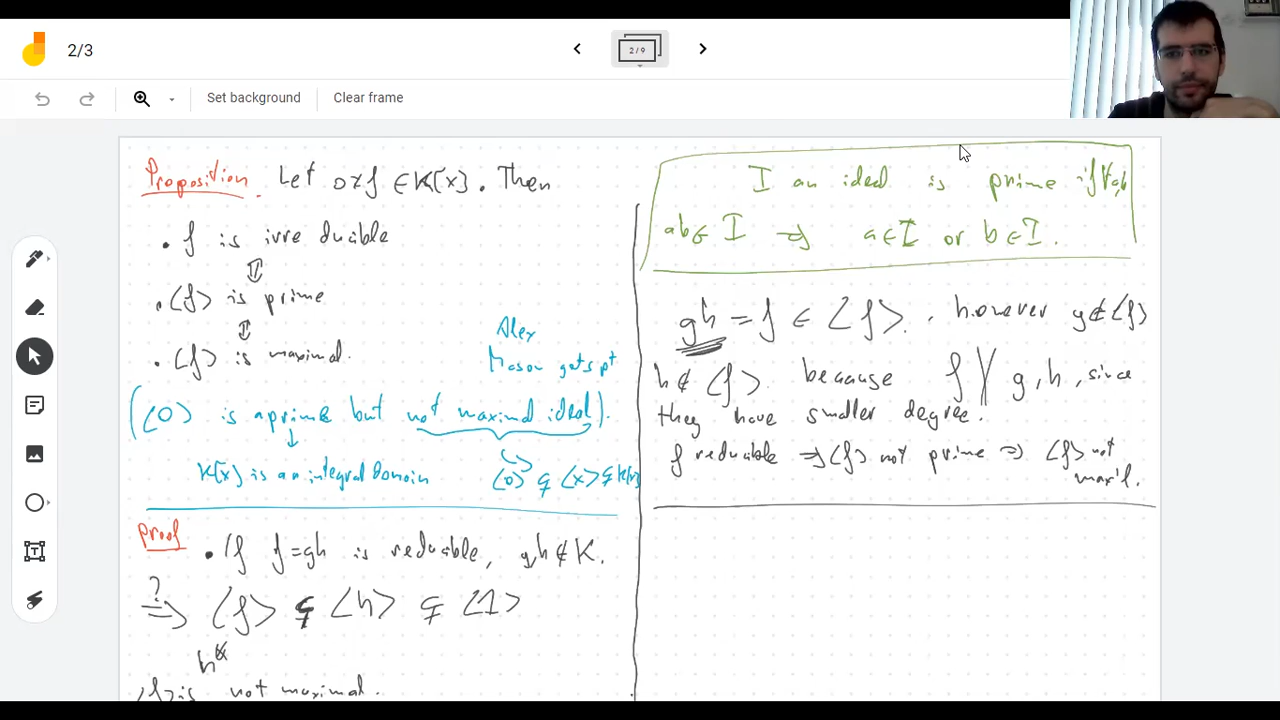 2/3
2/9
Set background
Clear frame
Proposition. Let 0≠f ∈ K[x]. Then
• f is irreducible
⇕
• ⟨f⟩ is prime
⇕
• ⟨f⟩ is maximal.
Alex
Mason gets pt
(⟨0⟩ is a prime but not maximal ideal).
↓
K[x] is an integral domain
⟨0⟩ ⊊ ⟨x⟩ ⊊ K[x]
Proof • If f=gh is reducible, g,h∉K.
?⇒ ⟨f⟩ ⊊ ⟨h⟩ ⊊ ⟨1⟩
⟨f⟩ is not maximal.
I an ideal is prime if ∀a,b
ab∈I ⇒ a∈I or b∈I.
gh = f ∈ ⟨f⟩. however g∉⟨f⟩
h∉⟨f⟩. because f∤g,h, since
they have smaller degree.
f reducible ⇒ ⟨f⟩ not prime ⇒ ⟨f⟩ not
max'l.